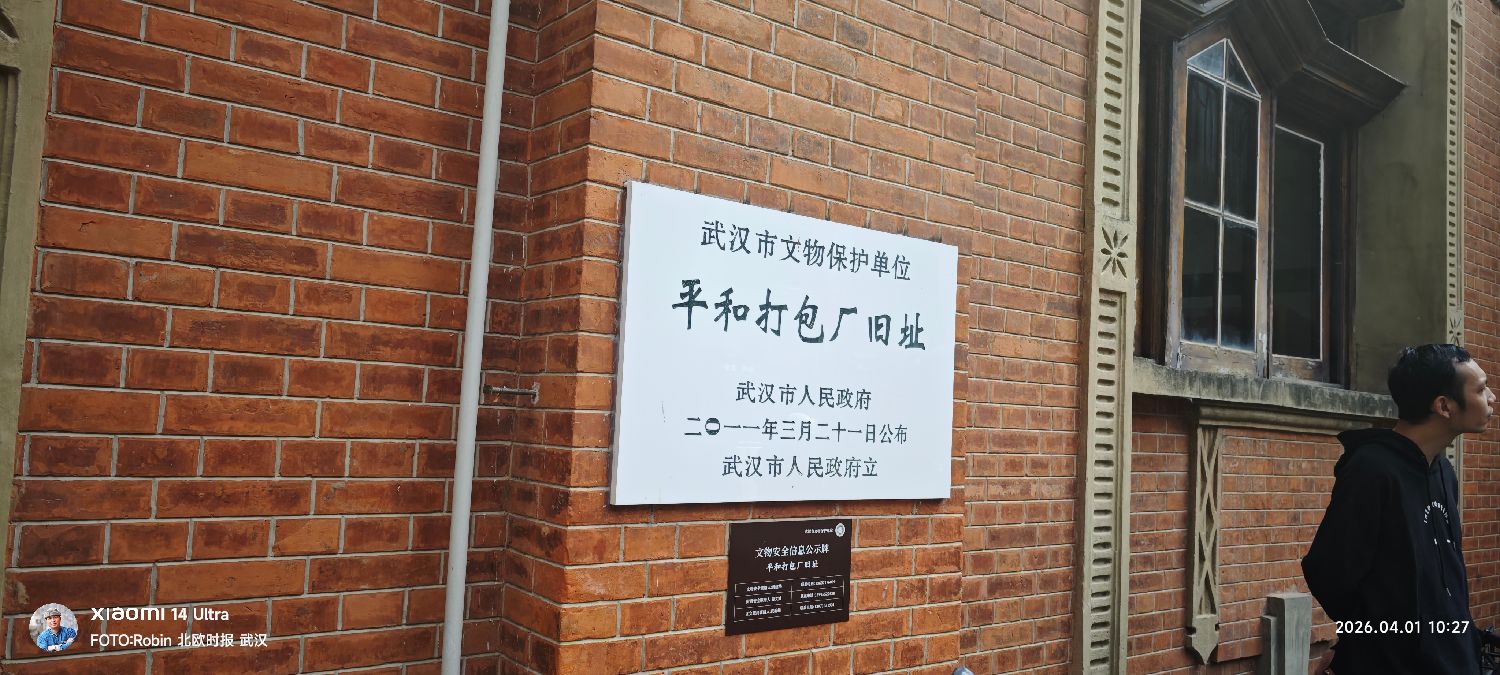 武汉市文物保护单位
平和打包厂旧址
武汉市人民政府
二〇一一年三月二十一日公布
武汉市人民政府立
文物安全信息公示牌
平和打包厂旧址
xiaomi 14 Ultra
FOTO:Robin 北欧时报 武汉
2026.04.01 10:27